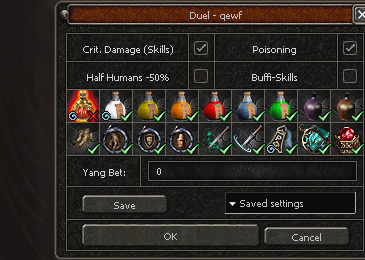 Duel - qewf
Crit. Damage (Skills) Poisoning
Half Humans -50% Buffi-Skills
Yang Bet: 0
Save Saved settings
OK Cancel